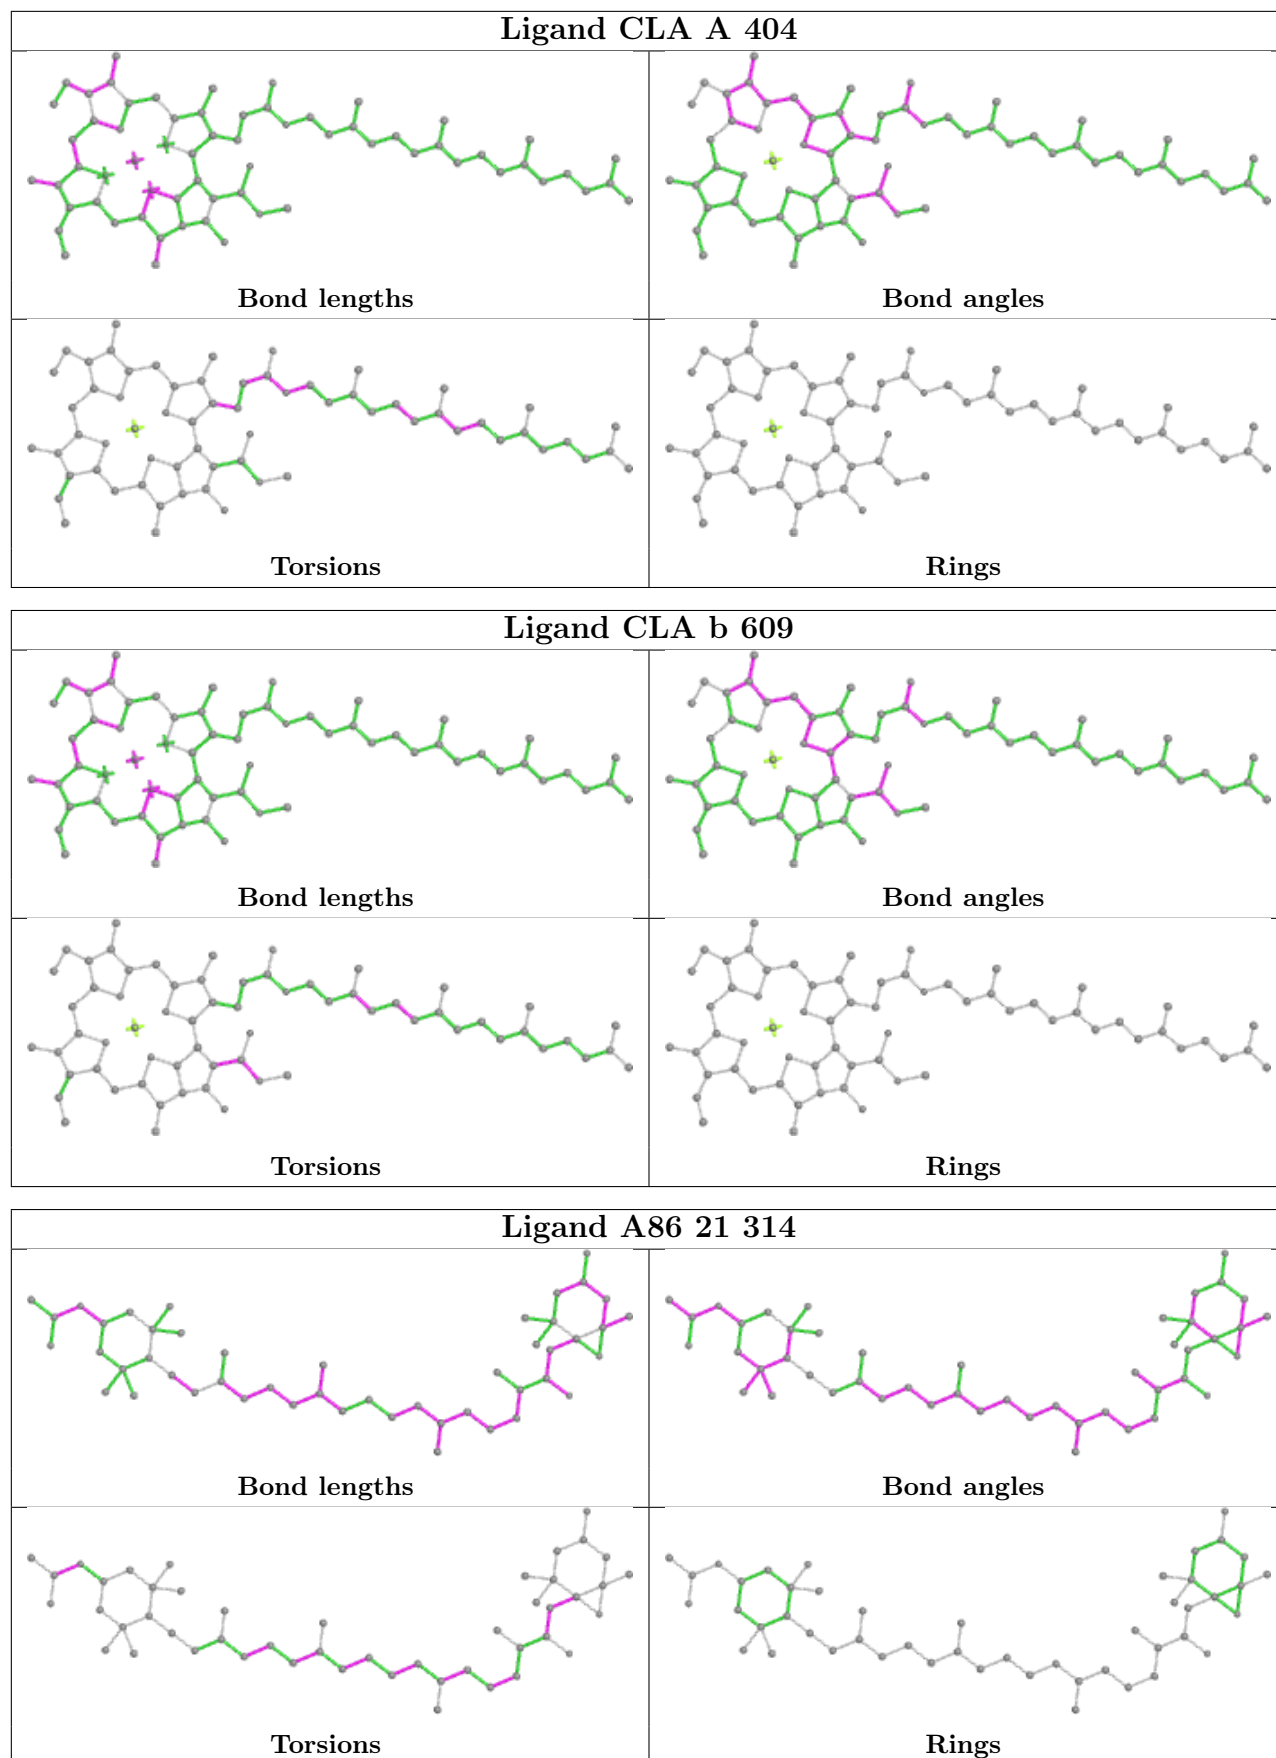 Ligand CLA A 404
Bond lengths
Bond angles
Torsions
Rings
Ligand CLA b 609
Bond lengths
Bond angles
Torsions
Rings
Ligand A86 21 314
Bond lengths
Bond angles
Torsions
Rings